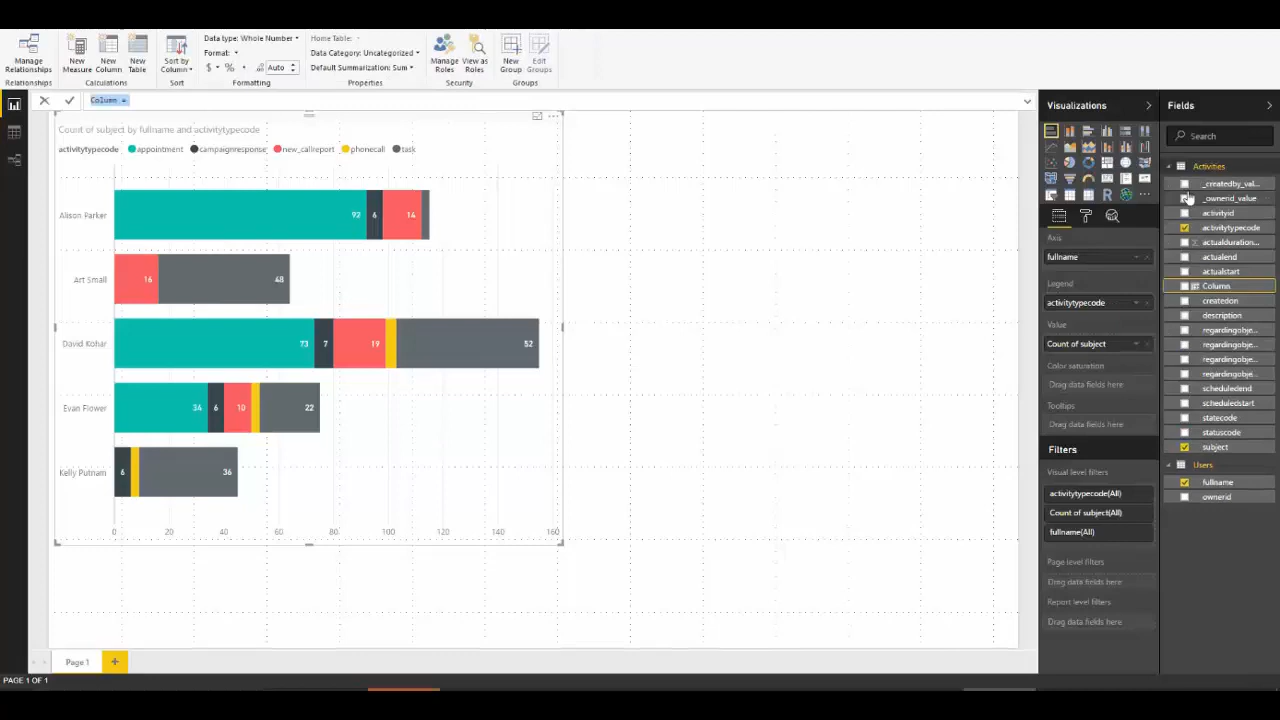 Manage Relationships
Relationships
New Measure
New Column
New Table
Calculations
Sort by Column
Sort
Data type: Whole Number
Format:
$ % Auto
Formatting
Home Table:
Data Category: Uncategorized
Default Summarization: Sum
Properties
Manage Roles
View as Roles
Security
New Group
Edit Groups
Groups
Column =
Count of subject by fullname and activitytypecode
activitytypecode appointment campaignresponse new_callreport phonecall task
Alison Parker 92 6 14
Art Small 16 48
David Kohar 73 7 19 52
Evan Flower 34 6 10 22
Kelly Putnam 6 36
0 20 40 60 80 100 120 140 160
Page 1
PAGE 1 OF 1
Visualizations
R
Axis
fullname
Legend
activitytypecode
Value
Count of subject
Color saturation
Drag data fields here
Tooltips
Drag data fields here
Filters
Visual level filters
activitytypecode(All)
Count of subject(All)
fullname(All)
Page level filters
Drag data fields here
Report level filters
Drag data fields here
Fields
Search
Activities
_createdby_val...
_ownerid_value
activityid
activitytypecode
actualduration...
actualend
actualstart
Column
createdon
description
regardingobje...
regardingobje...
regardingobje...
regardingobje...
scheduledend
scheduledstart
statecode
statuscode
subject
Users
fullname
ownerid